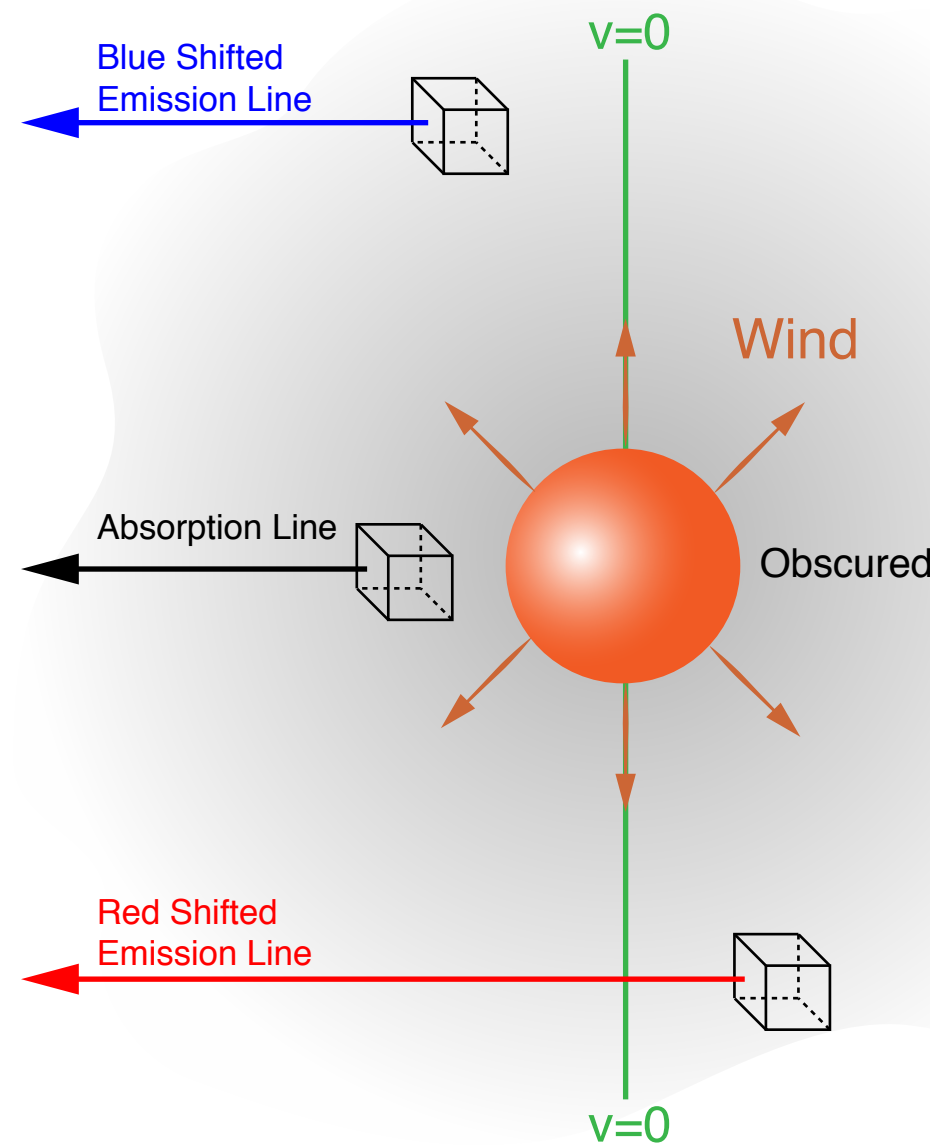 v=0
Blue Shifted
Emission Line
Wind
Absorption Line
Obscured
Red Shifted
Emission Line
v=0